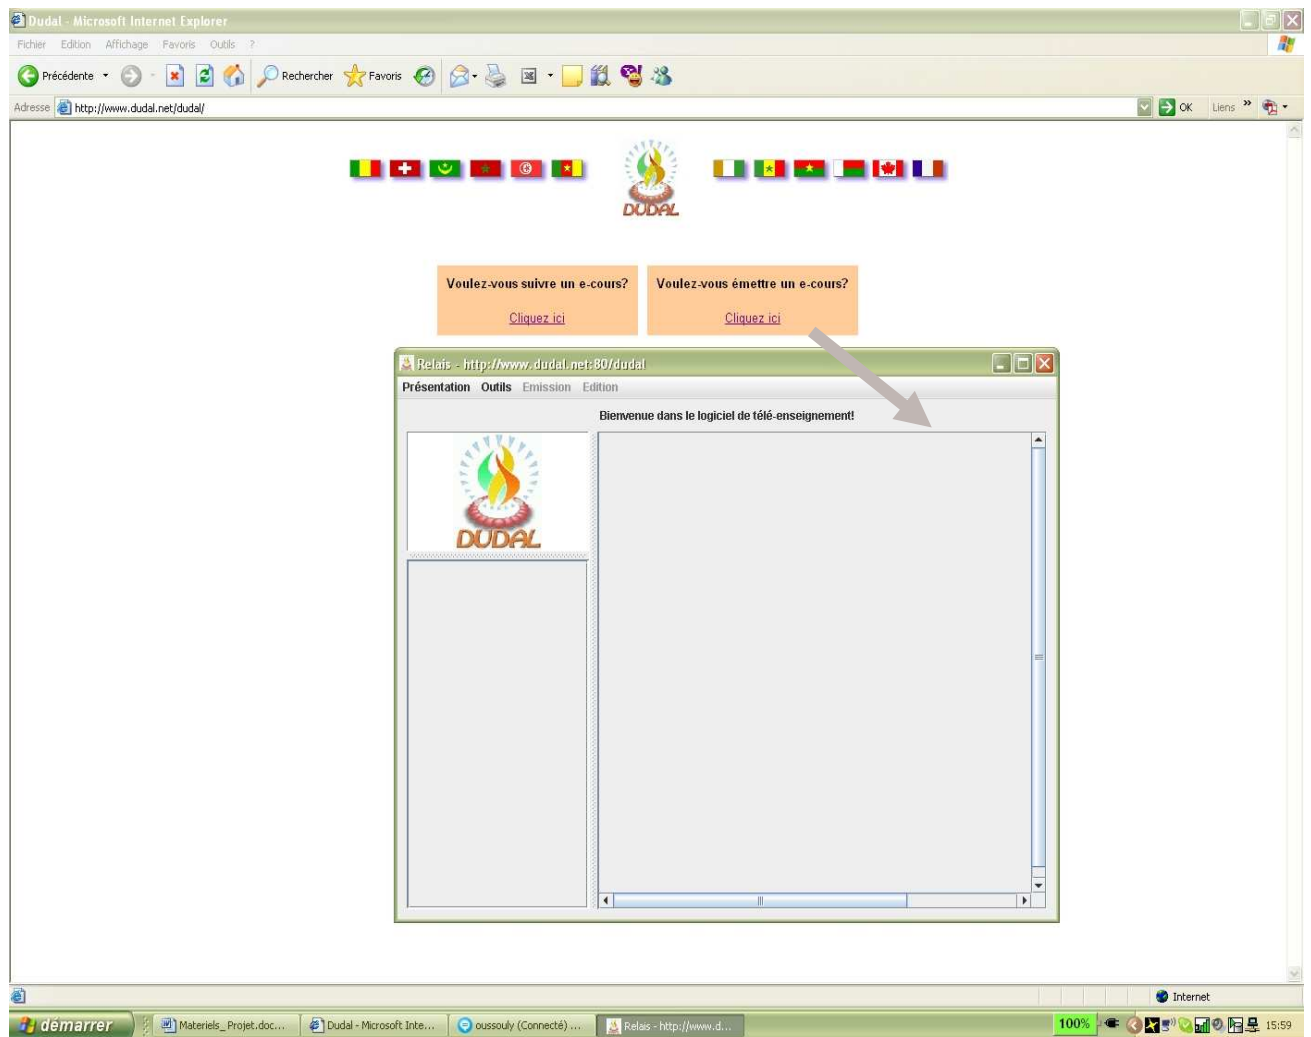 Dudal - Microsoft Internet Explorer
Fichier Edition Affichage Favoris Outils ?
Précédente Rechercher Favoris
Adresse http://www.dudal.net/dudal/ OK Liens »
DUDAL
Voulez-vous suivre un e-cours? Voulez-vous émettre un e-cours?
Cliquez ici Cliquez ici
Relais - http://www.dudal.net:80/dudal
Présentation Outils Emission Edition
Bienvenue dans le logiciel de télé-enseignement!
DUDAL
Internet
démarrer Materiels_Projet.doc... Dudal - Microsoft Inte... oussouly (Connecté) ... Relais - http://www.d... 100% 15:59